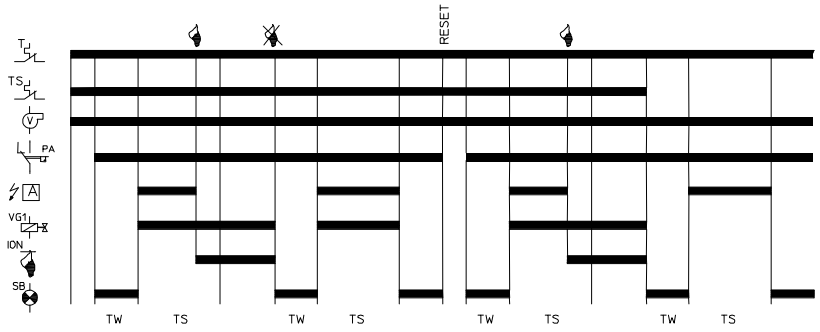 RESET
T
TS
V
PA
A
VG1
ION
SB
TW TS TW TS TW TS TW TS